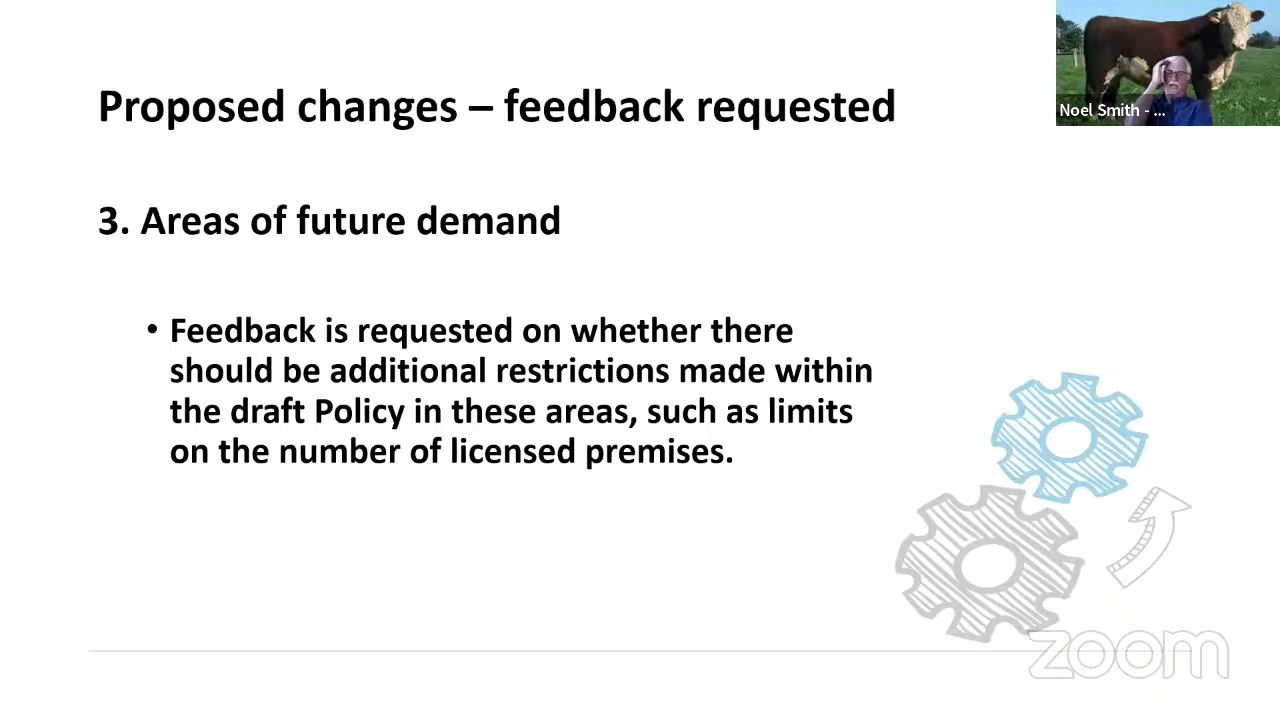 Proposed changes – feedback requested
Noel Smith - ...
3. Areas of future demand
• Feedback is requested on whether there
should be additional restrictions made within
the draft Policy in these areas, such as limits
on the number of licensed premises.
zoom